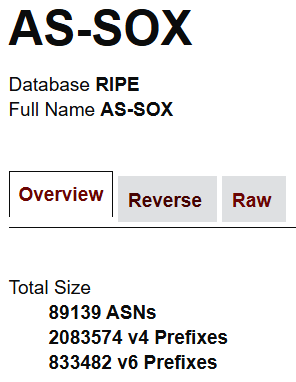 AS-SOX
Database RIPE
Full Name AS-SOX
Overview Reverse Raw
Total Size
89139 ASNs
2083574 v4 Prefixes
833482 v6 Prefixes